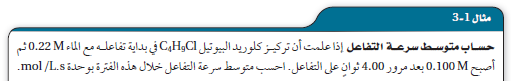 مثال 1-3
حساب متوسط سرعة التفاعل إذا علمت أن تركيز كلوريد البيوتيل C₄H₉Cl في بداية تفاعله مع الماء 0.22 M ثم
أصبح 0.100 M بعد مرور 4.00 ثوانٍ على التفاعل. احسب متوسط سرعة التفاعل خلال هذه الفترة بوحدة mol/L.s.